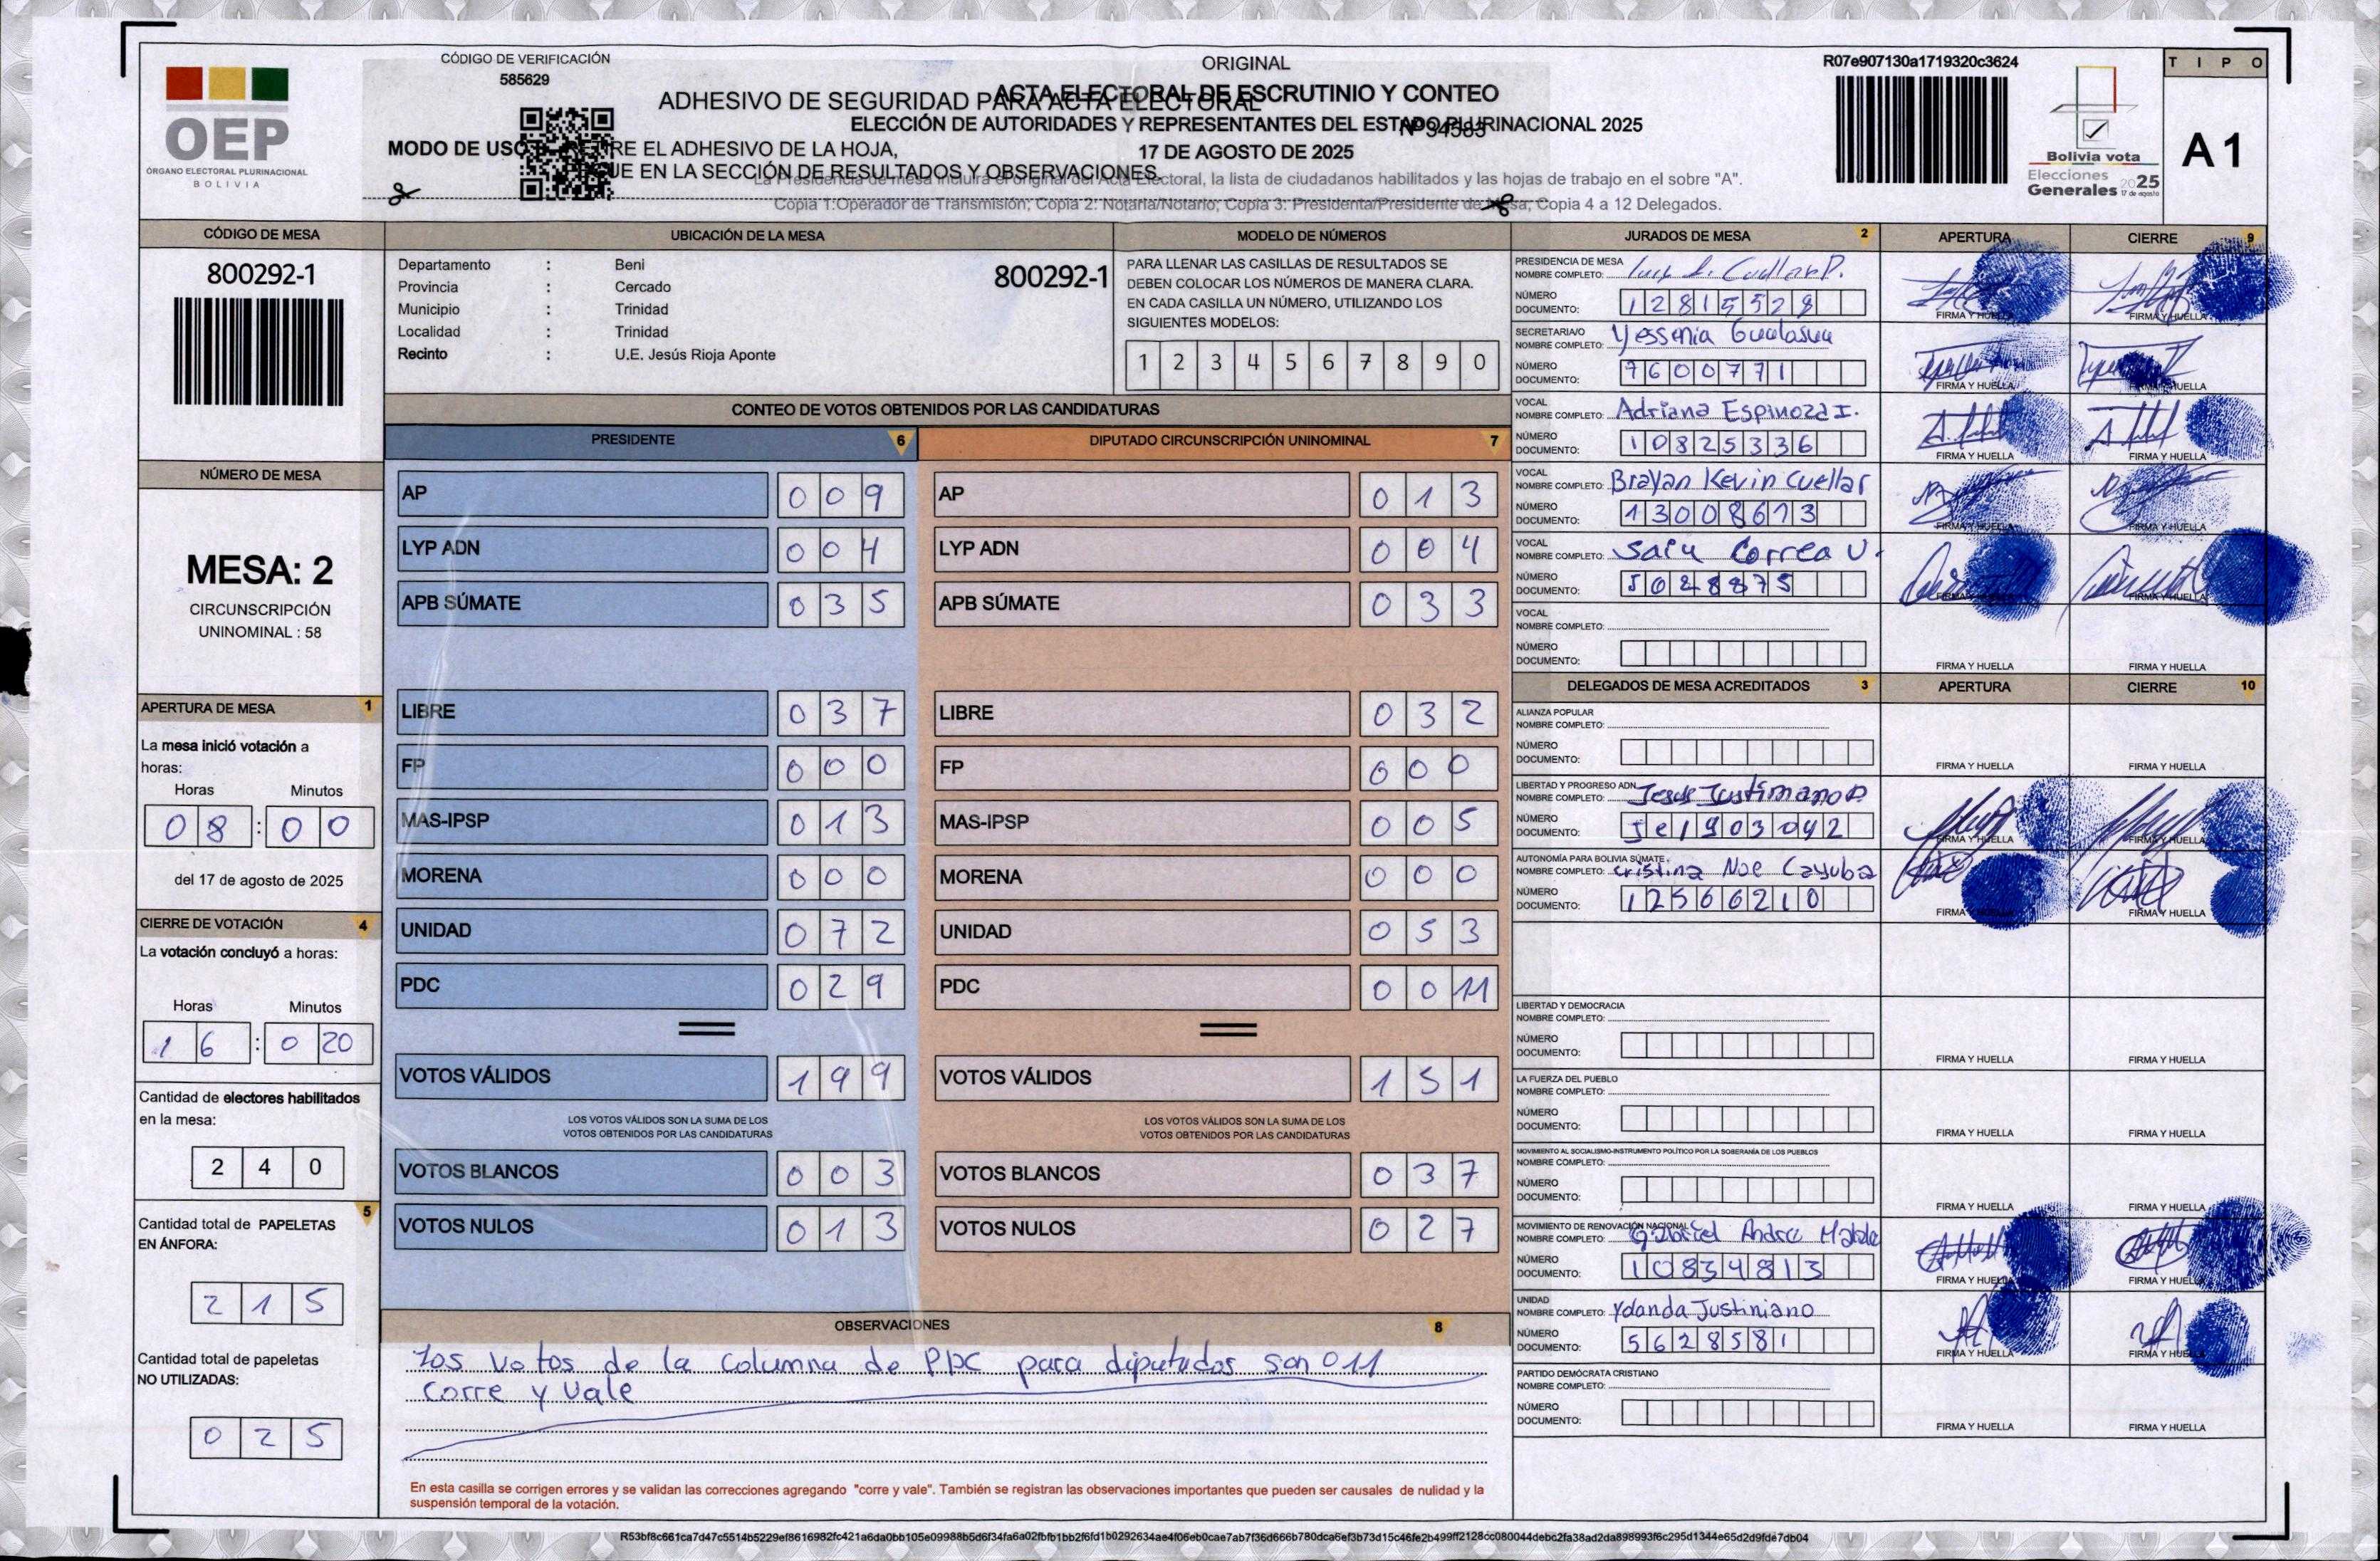 CÓDIGO DE VERIFICACIÓN
585629
ORIGINAL
ADHESIVO DE SEGURIDAD PARA ACTA ELECTORAL
ACTA ELECTORAL DE ESCRUTINIO Y CONTEO
ELECCIÓN DE AUTORIDADES Y REPRESENTANTES DEL ESTADO PLURINACIONAL 2025
MODO DE USO
RE EL ADHESIVO DE LA HOJA,
17 DE AGOSTO DE 2025
UE EN LA SECCIÓN DE RESULTADOS Y OBSERVACIONES.
La Presidencia de mesa incluirá el original del Acta Electoral, la lista de ciudadanos habilitados y las hojas de trabajo en el sobre "A".
Copia 1:Operador de Transmisión; Copia 2: Notaria/Notario; Copia 3: Presidenta/Presidente de Mesa; Copia 4 a 12 Delegados.
OEP
ÓRGANO ELECTORAL PLURINACIONAL
BOLIVIA
R07e907130a1719320c3624
Bolivia vota
Elecciones
Generales 2025
17 de agosto
TIPO
A1
CÓDIGO DE MESA
800292-1
NÚMERO DE MESA
MESA: 2
CIRCUNSCRIPCIÓN
UNINOMINAL : 58
APERTURA DE MESA 1
La mesa inició votación a
horas:
Horas Minutos
08 : 00
del 17 de agosto de 2025
CIERRE DE VOTACIÓN 4
La votación concluyó a horas:
Horas Minutos
16 : 020
Cantidad de electores habilitados
en la mesa:
240
5
Cantidad total de PAPELETAS
EN ÁNFORA:
215
Cantidad total de papeletas
NO UTILIZADAS:
025
UBICACIÓN DE LA MESA
Departamento : Beni
800292-1
Provincia : Cercado
Municipio : Trinidad
Localidad : Trinidad
Recinto : U.E. Jesús Rioja Aponte
MODELO DE NÚMEROS
PARA LLENAR LAS CASILLAS DE RESULTADOS SE
DEBEN COLOCAR LOS NÚMEROS DE MANERA CLARA.
EN CADA CASILLA UN NÚMERO, UTILIZANDO LOS
SIGUIENTES MODELOS:
1 2 3 4 5 6 7 8 9 0
CONTEO DE VOTOS OBTENIDOS POR LAS CANDIDATURAS
PRESIDENTE 6
AP 009
LYP ADN 004
APB SÚMATE 035
LIBRE 037
FP 000
MAS-IPSP 013
MORENA 000
UNIDAD 072
PDC 029
VOTOS VÁLIDOS 199
LOS VOTOS VÁLIDOS SON LA SUMA DE LOS
VOTOS OBTENIDOS POR LAS CANDIDATURAS
VOTOS BLANCOS 003
VOTOS NULOS 013
DIPUTADO CIRCUNSCRIPCIÓN UNINOMINAL 7
AP 013
LYP ADN 004
APB SÚMATE 033
LIBRE 032
FP 000
MAS-IPSP 005
MORENA 000
UNIDAD 053
PDC 0011
VOTOS VÁLIDOS 151
LOS VOTOS VÁLIDOS SON LA SUMA DE LOS
VOTOS OBTENIDOS POR LAS CANDIDATURAS
VOTOS BLANCOS 037
VOTOS NULOS 027
OBSERVACIONES 8
Los votos de la columna de PDC para diputados son 011
corre y vale
En esta casilla se corrigen errores y se validan las correcciones agregando "corre y vale". También se registran las observaciones importantes que pueden ser causales de nulidad y la
suspensión temporal de la votación.
JURADOS DE MESA 2 APERTURA CIERRE 9
PRESIDENCIA DE MESA
NOMBRE COMPLETO: Cuellar P.
NÚMERO
DOCUMENTO: 12815529
FIRMA Y HUELLA FIRMA Y HUELLA
SECRETARIA/O
NOMBRE COMPLETO: Yessenia
NÚMERO
DOCUMENTO: 7600771
FIRMA Y HUELLA FIRMA Y HUELLA
VOCAL
NOMBRE COMPLETO: Adriana Espinoza I.
NÚMERO
DOCUMENTO: 10825336
FIRMA Y HUELLA FIRMA Y HUELLA
VOCAL
NOMBRE COMPLETO: Brayan Kevin Cuellar
NÚMERO
DOCUMENTO: 13008673
FIRMA Y HUELLA FIRMA Y HUELLA
VOCAL
NOMBRE COMPLETO: Sara Correa V.
NÚMERO
DOCUMENTO: 5028875
FIRMA Y HUELLA FIRMA Y HUELLA
VOCAL
NOMBRE COMPLETO:
NÚMERO
DOCUMENTO:
FIRMA Y HUELLA FIRMA Y HUELLA
DELEGADOS DE MESA ACREDITADOS 3 APERTURA CIERRE 10
ALIANZA POPULAR
NOMBRE COMPLETO:
NÚMERO
DOCUMENTO:
FIRMA Y HUELLA FIRMA Y HUELLA
LIBERTAD Y PROGRESO ADN
NOMBRE COMPLETO: Jesus Justiniano
NÚMERO
DOCUMENTO: Je1903042
FIRMA Y HUELLA FIRMA Y HUELLA
AUTONOMÍA PARA BOLIVIA SÚMATE
NOMBRE COMPLETO: cristina Noe Cayuba
NÚMERO
DOCUMENTO: 12566210
FIRMA Y HUELLA FIRMA Y HUELLA
LIBERTAD Y DEMOCRACIA
NOMBRE COMPLETO:
NÚMERO
DOCUMENTO:
FIRMA Y HUELLA FIRMA Y HUELLA
LA FUERZA DEL PUEBLO
NOMBRE COMPLETO:
NÚMERO
DOCUMENTO:
FIRMA Y HUELLA FIRMA Y HUELLA
MOVIMIENTO AL SOCIALISMO-INSTRUMENTO POLÍTICO POR LA SOBERANÍA DE LOS PUEBLOS
NOMBRE COMPLETO:
NÚMERO
DOCUMENTO:
FIRMA Y HUELLA FIRMA Y HUELLA
MOVIMIENTO DE RENOVACIÓN NACIONAL
NOMBRE COMPLETO: Gabriel Andre
NÚMERO
DOCUMENTO: 10834813
FIRMA Y HUELLA FIRMA Y HUELLA
UNIDAD
NOMBRE COMPLETO: Yolanda Justiniano
NÚMERO
DOCUMENTO: 5628581
FIRMA Y HUELLA FIRMA Y HUELLA
PARTIDO DEMÓCRATA CRISTIANO
NOMBRE COMPLETO:
NÚMERO
DOCUMENTO:
FIRMA Y HUELLA FIRMA Y HUELLA